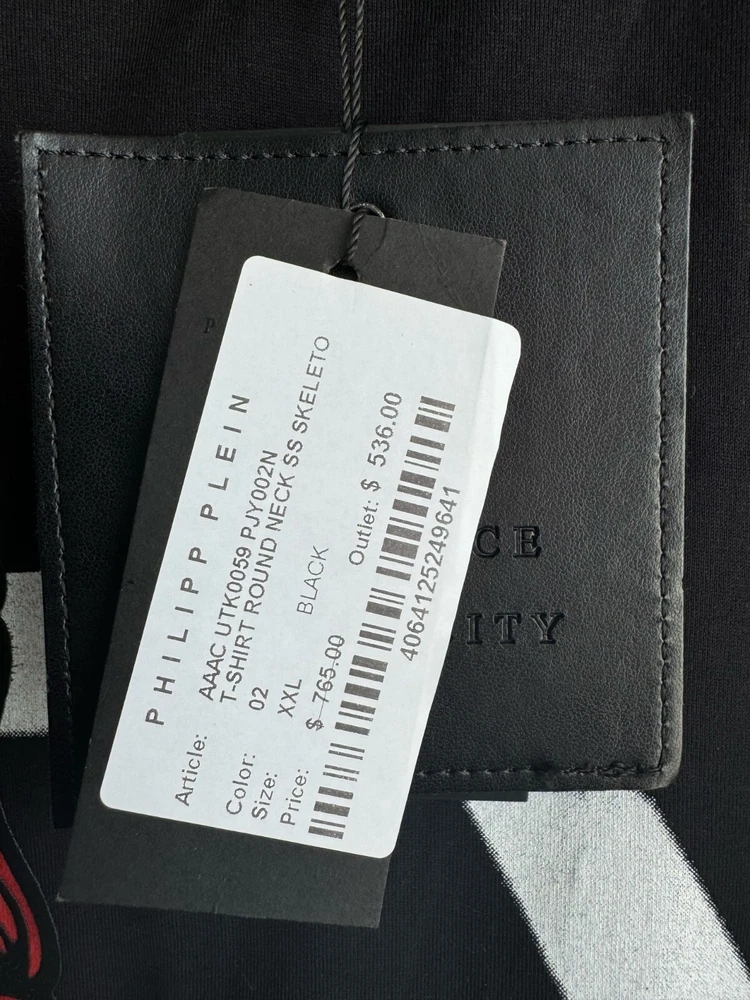 PHILIPP PLEIN
Article: AAAC UTK0059 PJY002N
T-SHIRT ROUND NECK SS SKELETO
Color: 02 BLACK
Size: XXL
Price: $ 765.00 Outlet: $ 536.00
4064125249641
P
CE
ITY